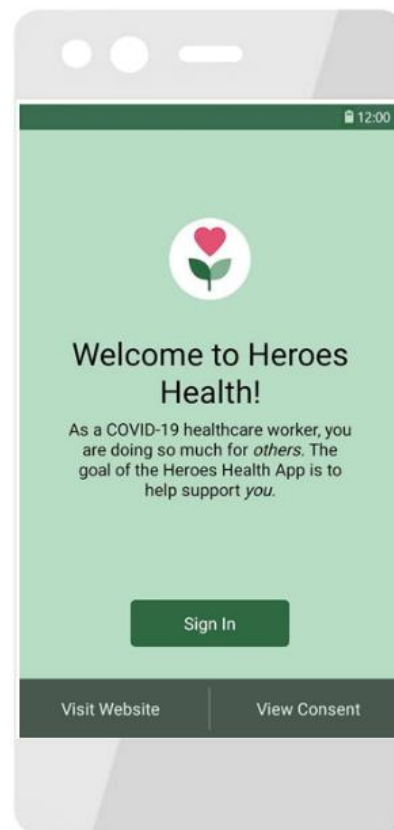 12:00
Welcome to Heroes
Health!
As a COVID-19 healthcare worker, you
are doing so much for others. The
goal of the Heroes Health App is to
help support you.
Sign In
Visit Website
View Consent